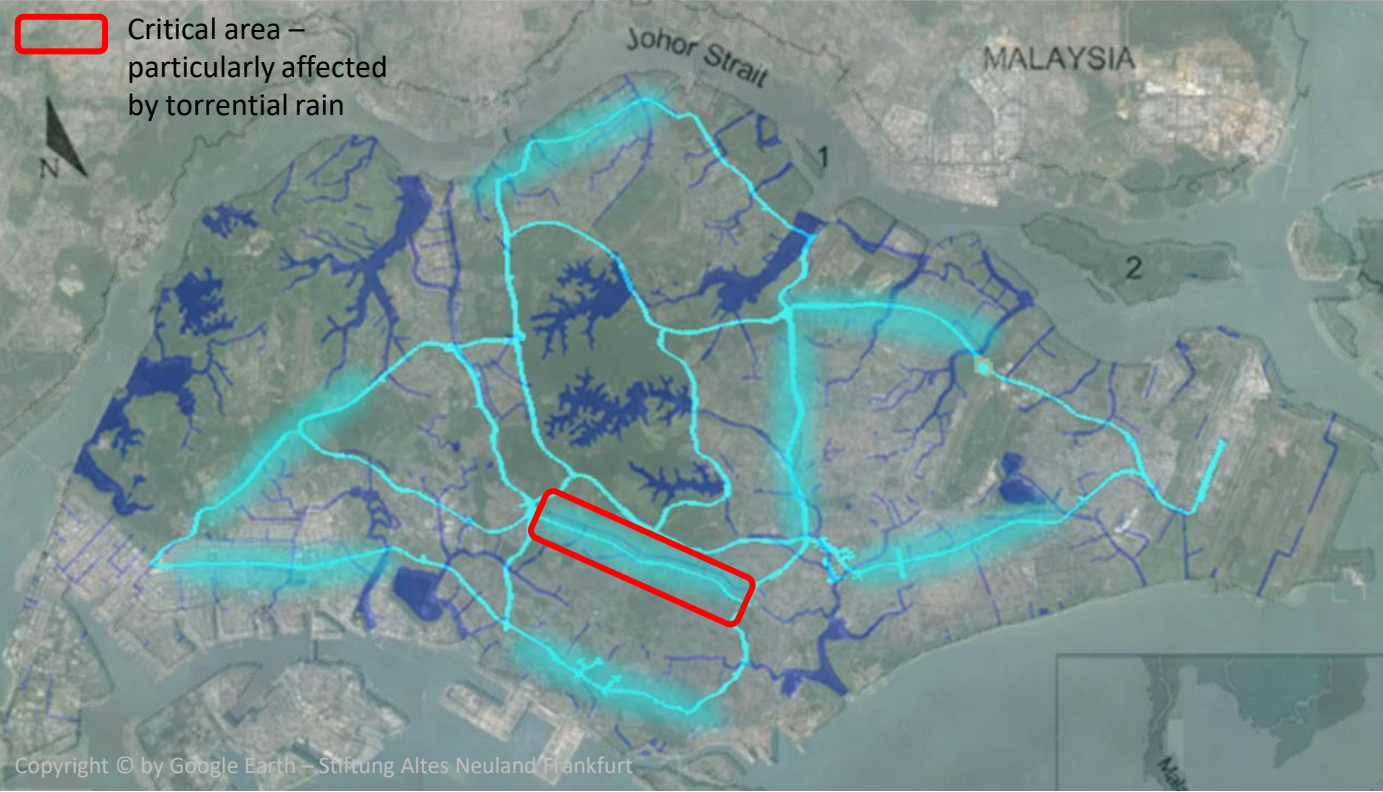 Critical area –
particularly affected
by torrential rain
Johor Strait
MALAYSIA
N
1
2
Mala
Copyright © by Google Earth – Stiftung Altes Neuland Frankfurt